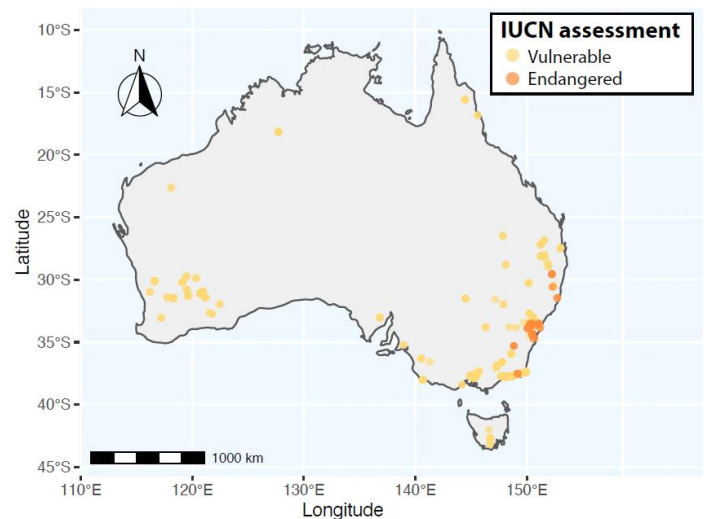 IUCN assessment
Vulnerable
Endangered
N
10°S
15°S
20°S
25°S
30°S
35°S
40°S
45°S
Latitude
1000 km
110°E 120°E 130°E 140°E 150°E
Longitude